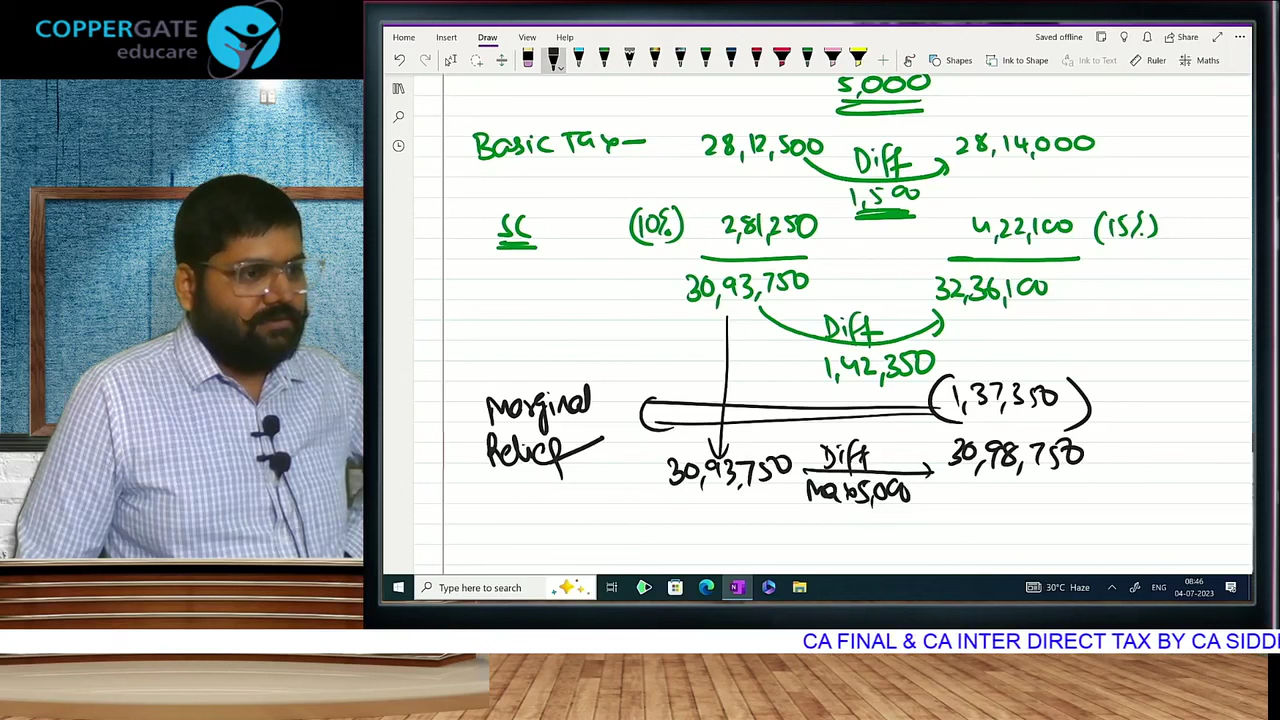 COPPERGATE
educare
Home Insert Draw View Help
Saved offline
Share
Shapes
Ink to Shape
Ink to Text
Ruler
Maths
5,000
Basic Tax — 28,12,500 28,14,000
Diff
1,500
SC (10%) 2,81,250 4,22,100 (15%)
30,93,750 32,36,100
Diff
1,42,350
Marginal (1,37,350)
Relief
30,93,750 Diff 30,98,750
Max 5,000
Type here to search
30°C Haze
ENG
08:46
04-07-2023
CA FINAL & CA INTER DIRECT TAX BY CA SIDD